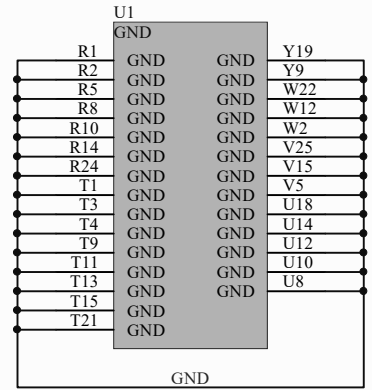 U1
GND
R1 GND GND Y19
R2 GND GND Y9
R5 GND GND W22
R8 GND GND W12
R10 GND GND W2
R14 GND GND V25
R24 GND GND V15
T1 GND GND V5
T3 GND GND U18
T4 GND GND U14
T9 GND GND U12
T11 GND GND U10
T13 GND GND U8
T15 GND
T21 GND
GND